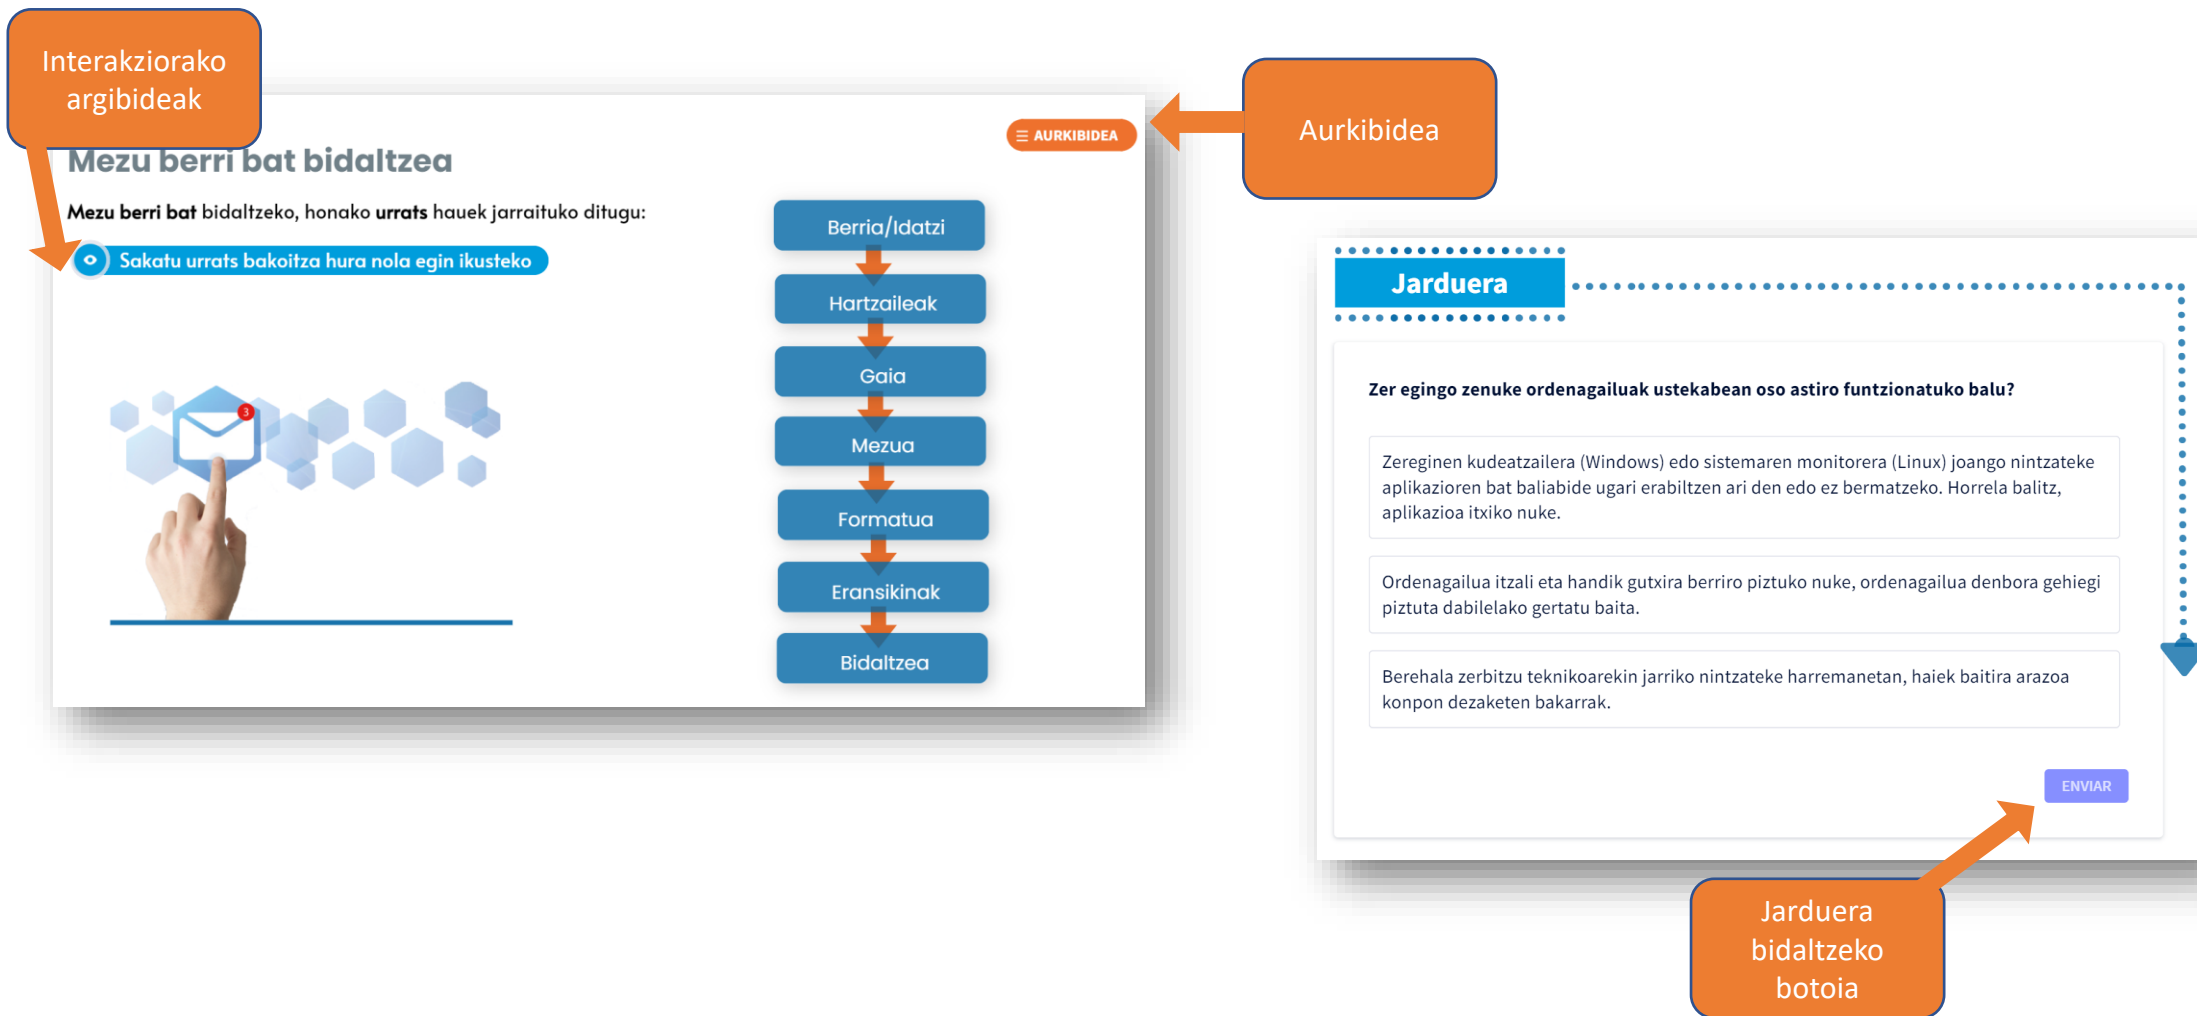 Interakziorako
argibideak
Aurkibidea
☰ AURKIBIDEA
Mezu berri bat bidaltzea
Mezu berri bat bidaltzeko, honako urrats hauek jarraituko ditugu:
Sakatu urrats bakoitza hura nola egin ikusteko
3
Berria/Idatzi
Hartzaileak
Gaia
Mezua
Formatua
Eransikinak
Bidaltzea
Jarduera
Zer egingo zenuke ordenagailuak ustekabean oso astiro funtzionatuko balu?
Zereginen kudeatzailera (Windows) edo sistemaren monitorera (Linux) joango nintzateke
aplikazioren bat baliabide ugari erabiltzen ari den edo ez bermatzeko. Horrela balitz,
aplikazioa itxiko nuke.
Ordenagailua itzali eta handik gutxira berriro piztuko nuke, ordenagailua denbora gehiegi
piztuta dabilelako gertatu baita.
Berehala zerbitzu teknikoarekin jarriko nintzateke harremanetan, haiek baitira arazoa
konpon dezaketen bakarrak.
ENVIAR
Jarduera
bidaltzeko
botoia